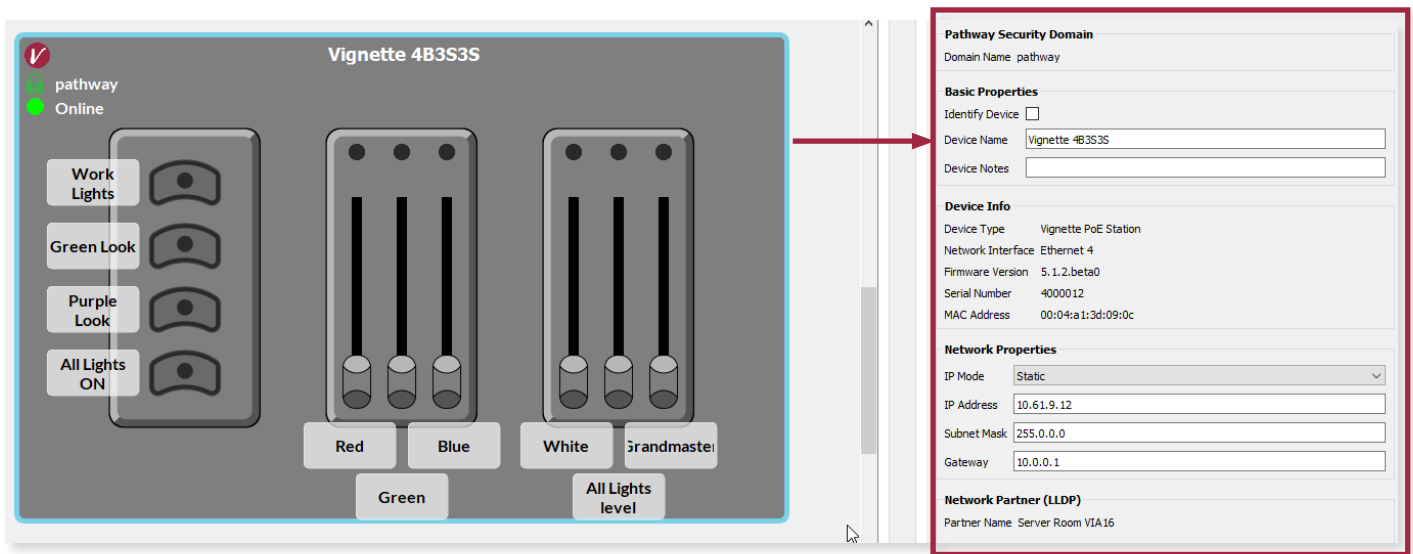 Vignette 4B3S3S
V
pathway
Online
Work
Lights
Green Look
Purple
Look
All Lights
ON
Red
Blue
Green
White
Grandmaster
All Lights
level
Pathway Security Domain
Domain Name pathway
Basic Properties
Identify Device
Device Name Vignette 4B3S3S
Device Notes
Device Info
Device Type Vignette PoE Station
Network Interface Ethernet 4
Firmware Version 5.1.2.beta0
Serial Number 4000012
MAC Address 00:04:a1:3d:09:0c
Network Properties
IP Mode Static
IP Address 10.61.9.12
Subnet Mask 255.0.0.0
Gateway 10.0.0.1
Network Partner (LLDP)
Partner Name Server Room VIA16